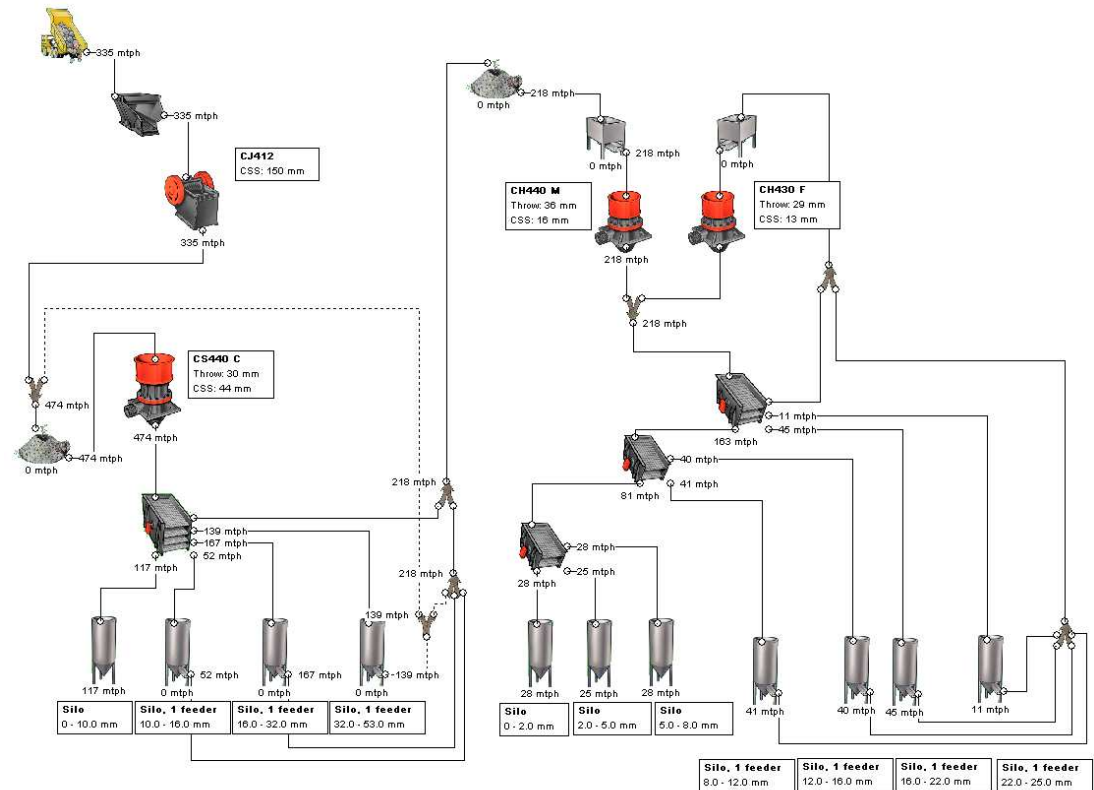 335 mtph
335 mtph
CJ412
CSS: 150 mm
335 mtph
474 mtph
474 mtph
0 mtph
CS440 C
Throw: 30 mm
CSS: 44 mm
474 mtph
139 mtph
167 mtph
52 mtph
117 mtph
218 mtph
218 mtph
139 mtph
117 mtph
52 mtph
0 mtph
167 mtph
0 mtph
139 mtph
0 mtph
Silo
0 - 10.0 mm
Silo, 1 feeder
10.0 - 16.0 mm
Silo, 1 feeder
16.0 - 32.0 mm
Silo, 1 feeder
32.0 - 53.0 mm
0 mtph
218 mtph
0 mtph
218 mtph
0 mtph
CH440 M
Throw: 36 mm
CSS: 16 mm
CH430 F
Throw: 29 mm
CSS: 13 mm
218 mtph
218 mtph
11 mtph
45 mtph
163 mtph
40 mtph
41 mtph
81 mtph
28 mtph
25 mtph
28 mtph
28 mtph
25 mtph
28 mtph
41 mtph
40 mtph
45 mtph
11 mtph
Silo
0 - 2.0 mm
Silo
2.0 - 5.0 mm
Silo
5.0 - 8.0 mm
Silo, 1 feeder
8.0 - 12.0 mm
Silo, 1 feeder
12.0 - 16.0 mm
Silo, 1 feeder
16.0 - 22.0 mm
Silo, 1 feeder
22.0 - 25.0 mm